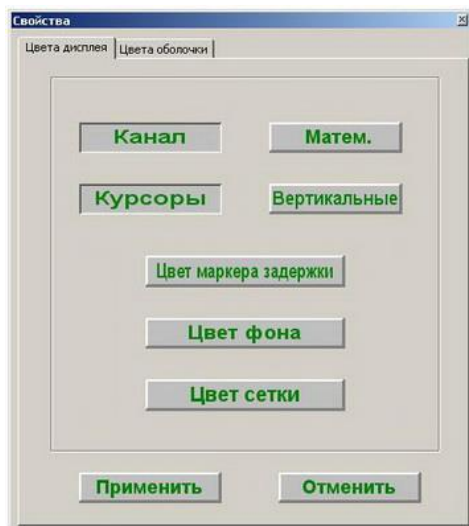 Свойства
Цвета дисплея Цвета оболочки
Канал Матем.
Курсоры Вертикальные
Цвет маркера задержки
Цвет фона
Цвет сетки
Применить Отменить